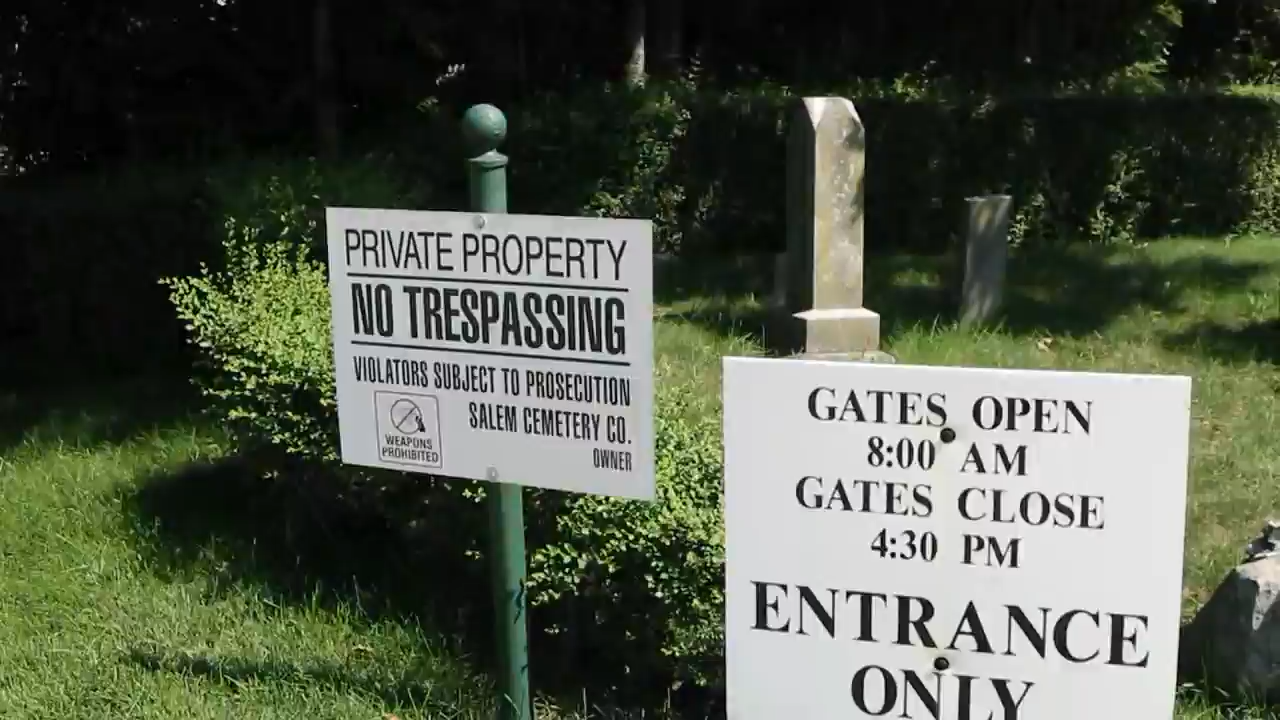 PRIVATE PROPERTY
NO TRESPASSING
VIOLATORS SUBJECT TO PROSECUTION
SALEM CEMETERY CO.
OWNER
WEAPONS
PROHIBITED
GATES OPEN
8:00 AM
GATES CLOSE
4:30 PM
ENTRANCE
ONLY